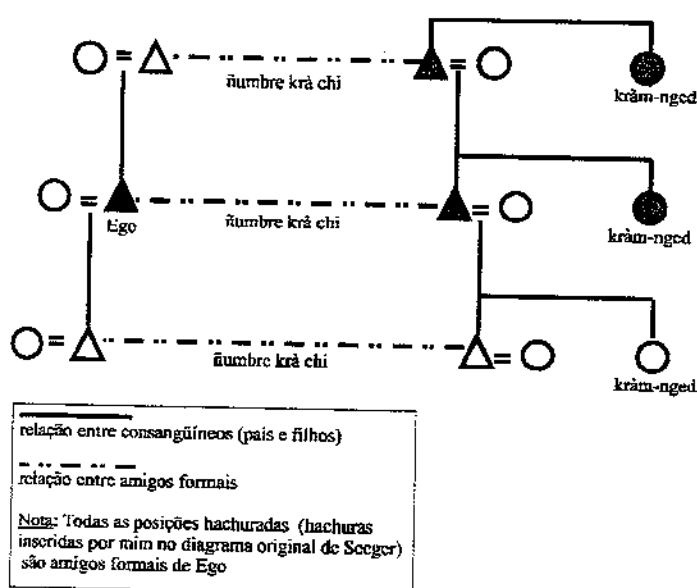 ñumbre krà chi
kràm-nged
Ego
ñumbre krà chi
kràm-nged
ñumbre krà chi
kràm-nged
relação entre consangüíneos (pais e filhos)
relação entre amigos formais
Nota: Todas as posições hachuradas (hachuras
inseridas por mim no diagrama original de Seeger)
são amigos formais de Ego